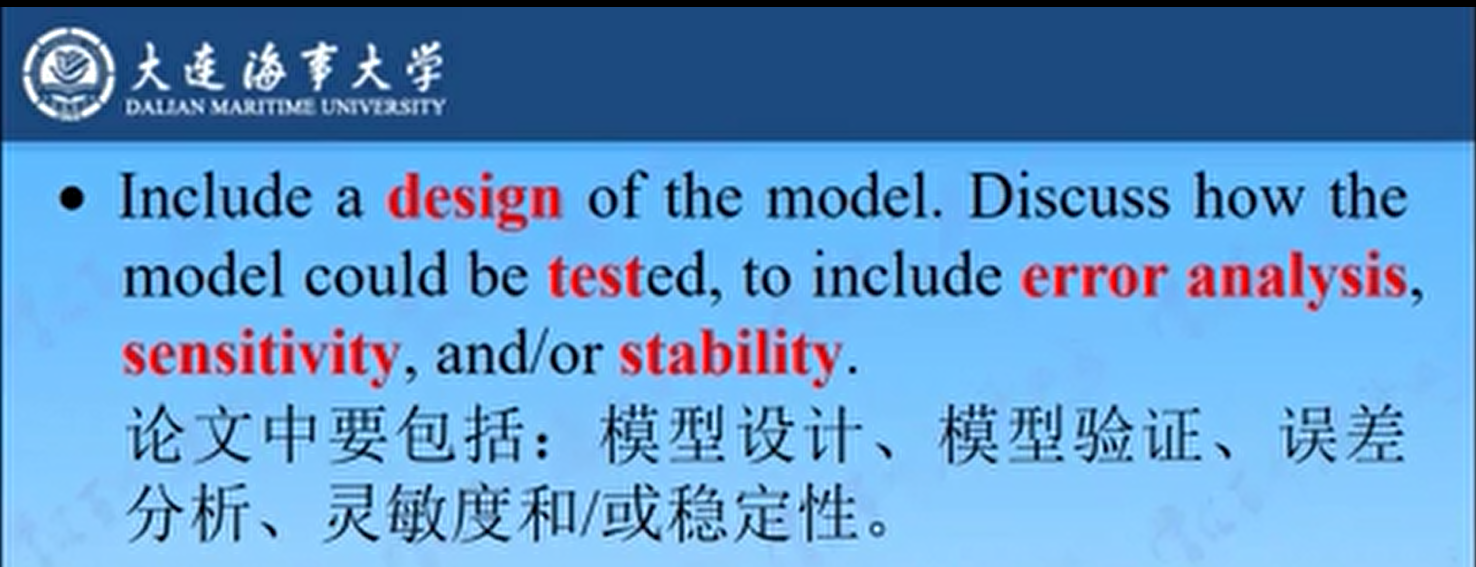 大连海事大学
DALIAN MARITIME UNIVERSITY
• Include a design of the model. Discuss how the
model could be tested, to include error analysis,
sensitivity, and/or stability.
论文中要包括：模型设计、模型验证、误差
分析、灵敏度和/或稳定性。